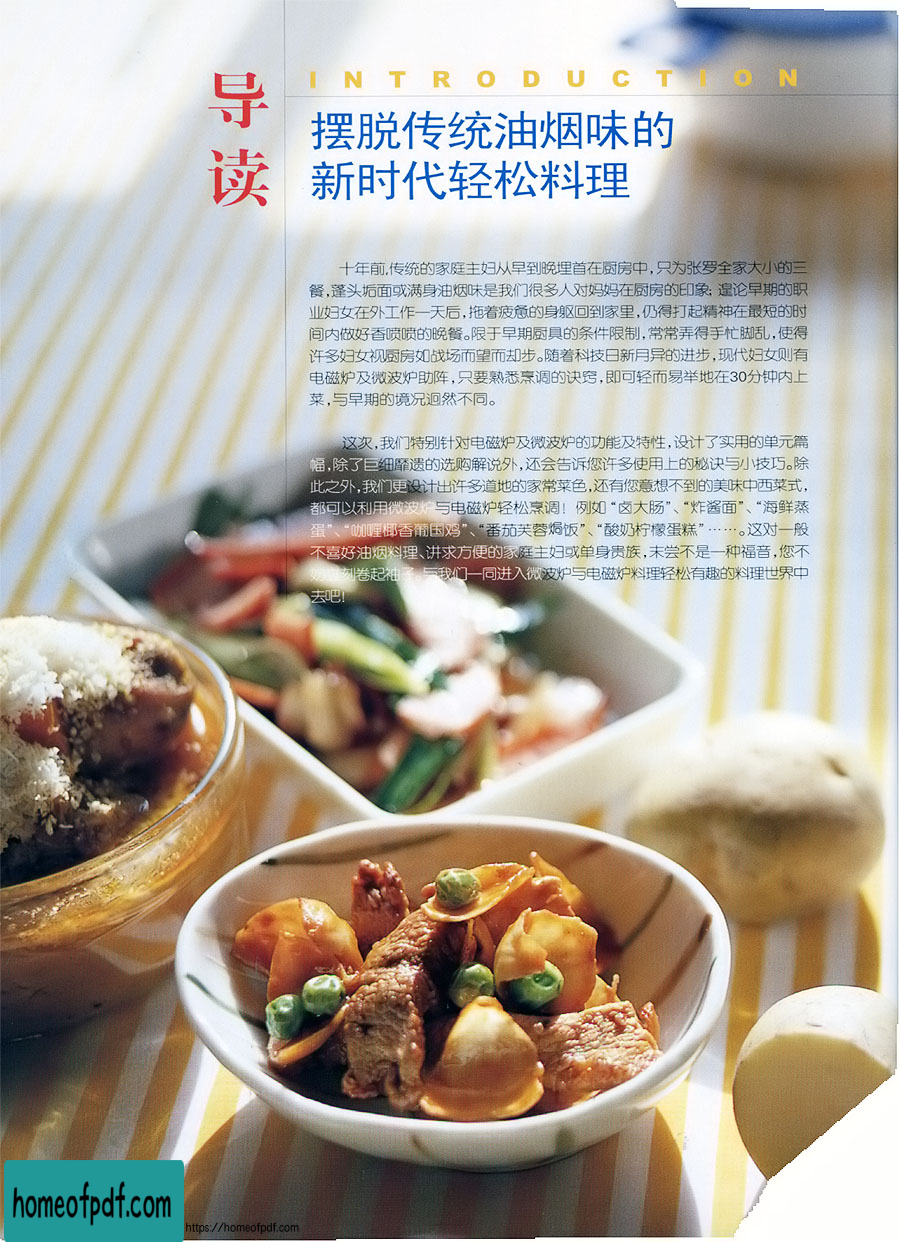 导读
INTRODUCTION
摆脱传统油烟味的
新时代轻松料理
十年前,传统的家庭主妇从早到晚埋首在厨房中,只为张罗全家大小的三
餐,蓬头垢面或满身油烟味是我们很多人对妈妈在厨房的印象;遑论早期的职
业妇女在外工作一天后,拖着疲惫的身躯回到家里,仍得打起精神在最短的时
间内做好香喷喷的晚餐。限于早期厨具的条件限制,常常弄得手忙脚乱,使得
许多妇女视厨房如战场而望而却步。随着科技日新月异的进步,现代妇女则有
电磁炉及微波炉助阵,只要熟悉烹调的诀窍,即可轻而易举地在30分钟内上
菜,与早期的境况迥然不同。
这次,我们特别针对电磁炉及微波炉的功能及特性,设计了实用的单元篇
幅,除了巨细靡遗的选购解说外,还会告诉您许多使用上的秘诀与小技巧。除
此之外,我们更设计出许多道地的家常菜色,还有您意想不到的美味中西菜式,
都可以利用微波炉与电磁炉轻松烹调!例如“卤大肠”、“炸酱面”、“海鲜蒸
蛋”、“咖喱椰香葡国鸡”、“番茄芙蓉焗饭”、“酸奶柠檬蛋糕”……。这对一般
不喜好油烟料理、讲求方便的家庭主妇或单身贵族,未尝不是一种福音,您不
妨立刻卷起袖子,与我们一同进入微波炉与电磁炉料理轻松有趣的料理世界中
去吧!
homeofpdf.com
https://homeofpdf.com